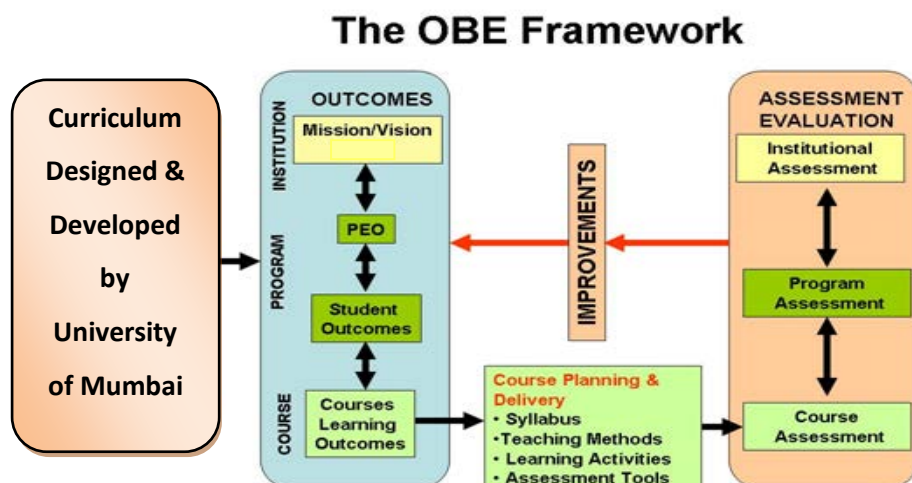 The OBE Framework
Curriculum
Designed &
Developed
by
University
of Mumbai
OUTCOMES
INSTITUTION
Mission/Vision
PROGRAM
PEO
Student
Outcomes
COURSE
Courses
Learning
Outcomes
IMPROVEMENTS
Course Planning &
Delivery
• Syllabus
•Teaching Methods
• Learning Activities
• Assessment Tools
ASSESSMENT
EVALUATION
Institutional
Assessment
Program
Assessment
Course
Assessment